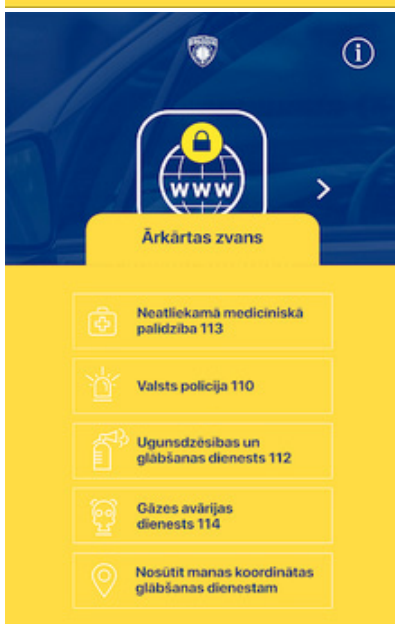 WWW
Ārkārtas zvans
Neatliekamā medicīniskā
palīdzība 113
Valsts policija 110
Ugunsdzēsības un
glābšanas dienests 112
Gāzes avārijas
dienests 114
Nosūtīt manas koordinātas
glābšanas dienestam